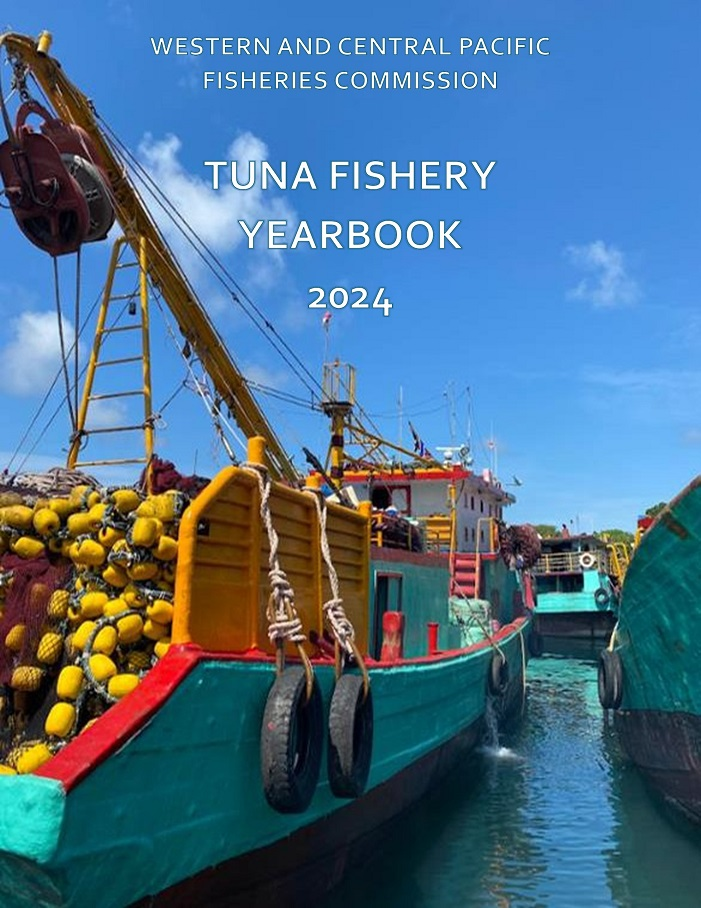 WESTERN AND CENTRAL PACIFIC
FISHERIES COMMISSION
TUNA FISHERY
YEARBOOK
2024